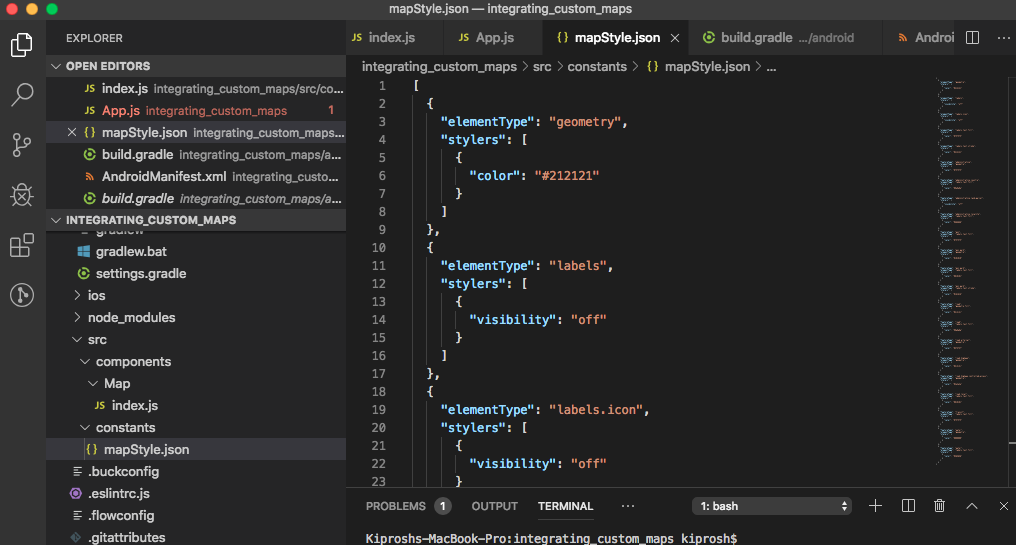 mapStyle.json — integrating_custom_maps
EXPLORER
OPEN EDITORS
JS index.js integrating_custom_maps/src/co...
JS App.js integrating_custom_maps 1
{} mapStyle.json integrating_custom_maps...
build.gradle integrating_custom_maps/a...
AndroidManifest.xml integrating_custo...
build.gradle integrating_custom_maps/a...
INTEGRATING_CUSTOM_MAPS
gradlew
gradlew.bat
settings.gradle
ios
node_modules
src
components
Map
JS index.js
constants
{} mapStyle.json
.buckconfig
.eslintrc.js
.flowconfig
.gitattributes
JS index.js JS App.js {} mapStyle.json build.gradle .../android Androi ...
integrating_custom_maps > src > constants > {} mapStyle.json > ...
1 [
2 {
3 "elementType": "geometry",
4 "stylers": [
5 {
6 "color": "#212121"
7 }
8 ]
9 },
10 {
11 "elementType": "labels",
12 "stylers": [
13 {
14 "visibility": "off"
15 }
16 ]
17 },
18 {
19 "elementType": "labels.icon",
20 "stylers": [
21 {
22 "visibility": "off"
23 }
PROBLEMS 1 OUTPUT TERMINAL ... 1: bash
Kiproshs-MacBook-Pro:integrating_custom_maps kiprosh$